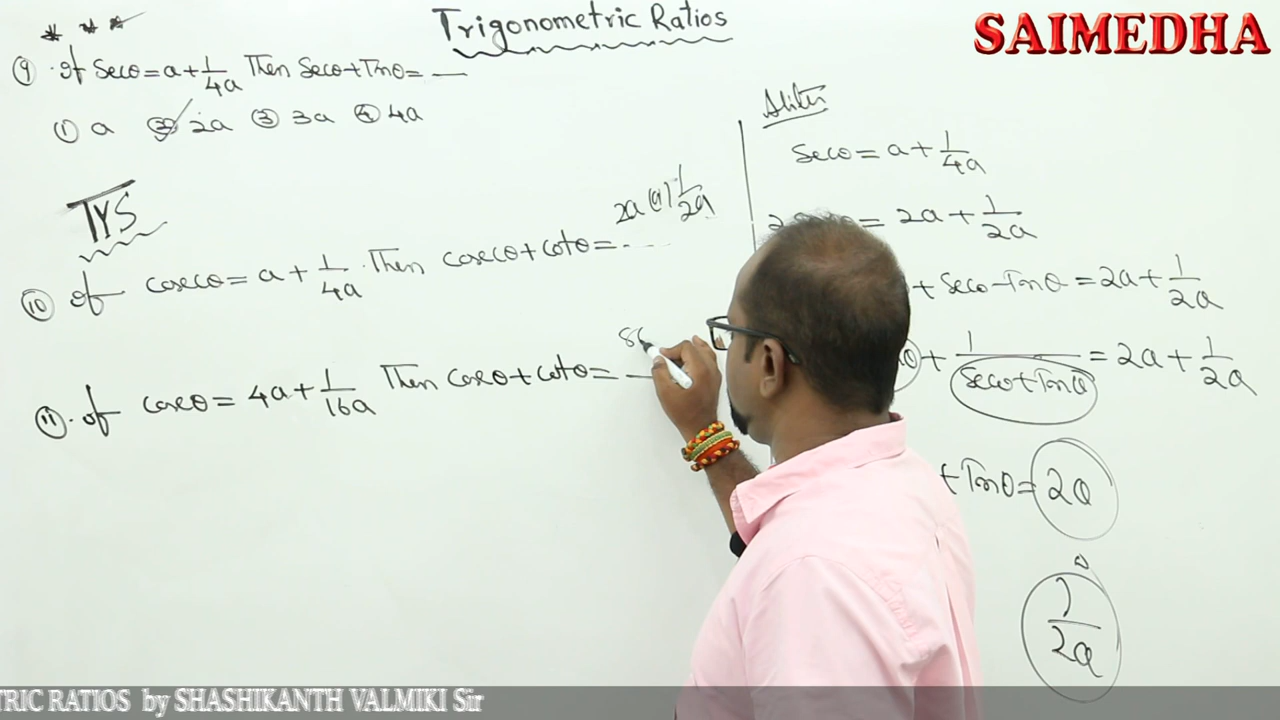 Trigonometric Ratios
SAIMEDHA
⑨ If Secθ = a + 1/4a Then Secθ + Tanθ = __
① a ② 2a ③ 3a ④ 4a
TYS
2a (or) 1/2a
⑩ If cosecθ = a + 1/4a. Then cosecθ + cotθ = ----
8
⑪. If cosecθ = 4a + 1/16a Then cosecθ + cotθ = __
Secθ = a + 1/4a
= 2a + 1/2a
+ Secθ - Tanθ = 2a + 1/2a
+ 1/Secθ + Tanθ = 2a + 1/2a
+ Tanθ = 2a
1/2a
TRIC RATIOS by SHASHIKANTH VALMIKI Sir